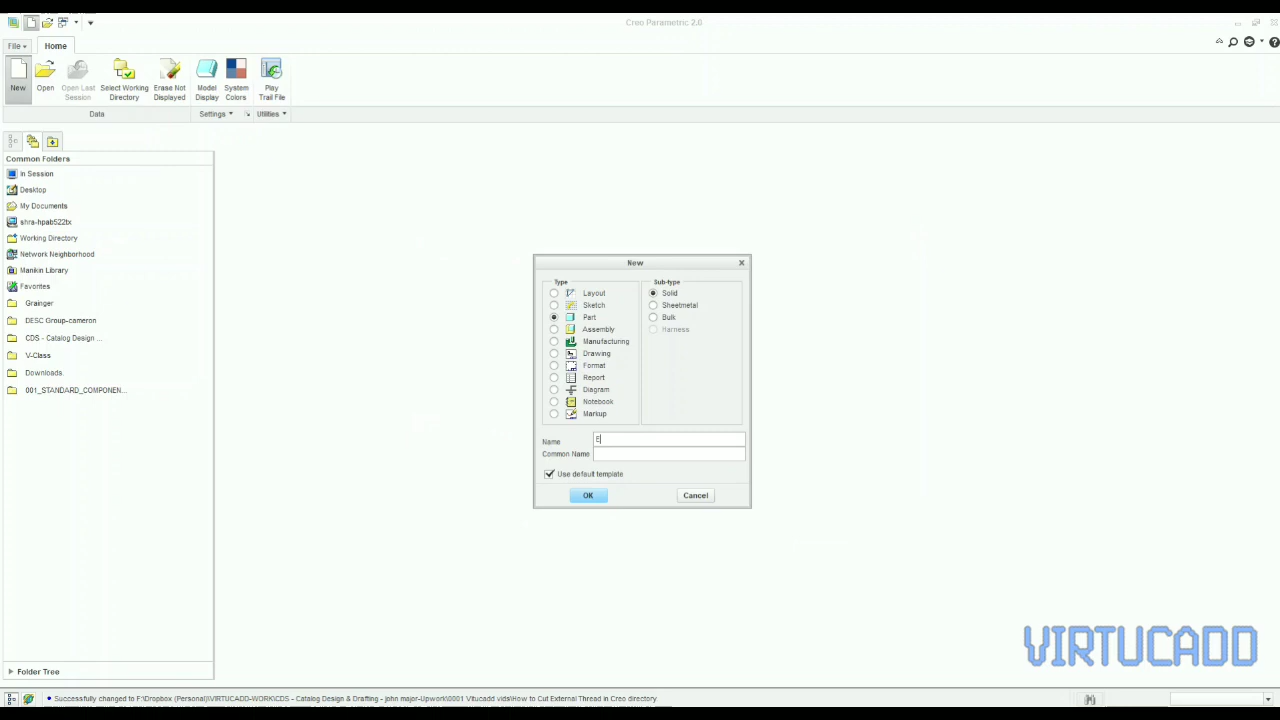 Creo Parametric 2.0
File
Home
New
Open
Open Last Session
Select Working Directory
Erase Not Displayed
Model Display
System Colors
Play Trail File
Data
Settings
Utilities
Common Folders
In Session
Desktop
My Documents
shra-hpab522tx
Working Directory
Network Neighborhood
Manikin Library
Favorites
Grainger
DESC Group-cameron
CDS - Catalog Design ...
V-Class
Downloads
001_STANDARD_COMPONEN...
Folder Tree
New
Type
Layout
Sketch
Part
Assembly
Manufacturing
Drawing
Format
Report
Diagram
Notebook
Markup
Sub-type
Solid
Sheetmetal
Bulk
Harness
Name
E
Common Name
Use default template
OK
Cancel
VIRTUCADD
Successfully changed to F:\Dropbox (Personal)\VIRTUCADD-WORK\CDS - Catalog Design & Drafting - john major-Upwork\0001 Vitucadd vids\How to Cut External Thread in Creo directory.